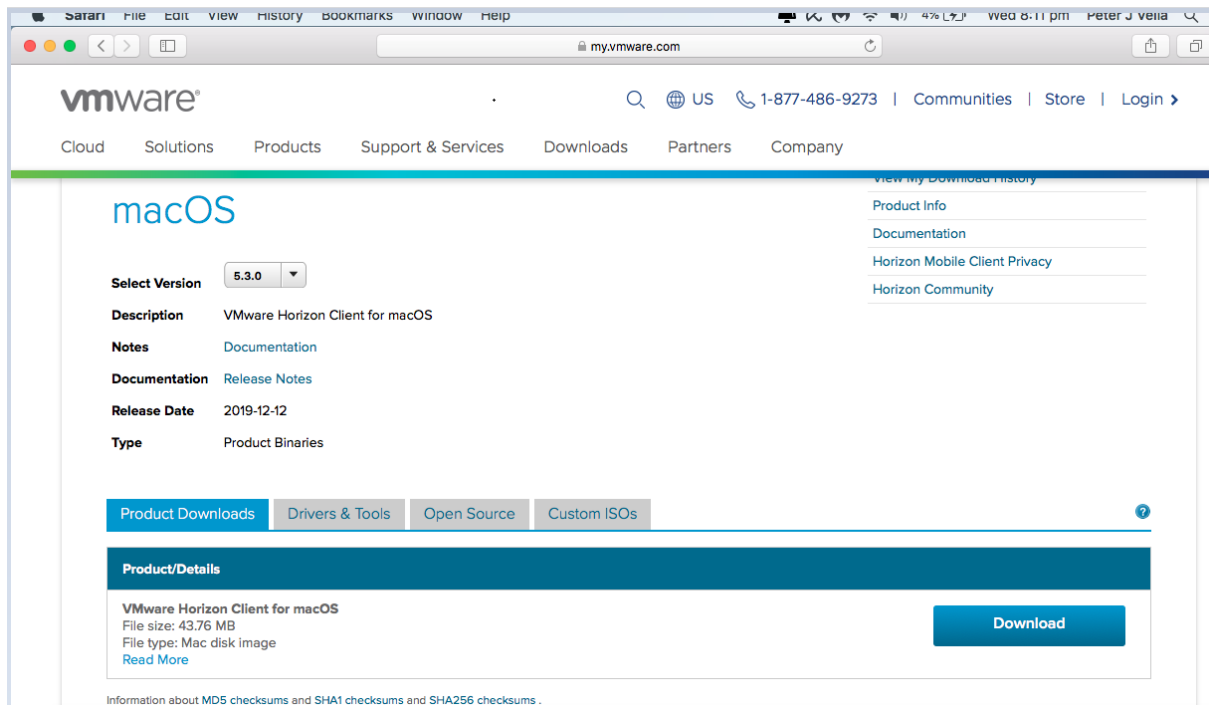 Safari File Edit View History Bookmarks Window Help 4% Wed 8:11 pm Peter J Vella
my.vmware.com
vmware® US 1-877-486-9273 | Communities | Store | Login >
Cloud Solutions Products Support & Services Downloads Partners Company
View My Download History
macOS
Product Info
Documentation
Horizon Mobile Client Privacy
Horizon Community
Select Version 5.3.0
Description VMware Horizon Client for macOS
Notes Documentation
Documentation Release Notes
Release Date 2019-12-12
Type Product Binaries
Product Downloads Drivers & Tools Open Source Custom ISOs ?
Product/Details
VMware Horizon Client for macOS
File size: 43.76 MB
File type: Mac disk image
Read More
Download
Information about MD5 checksums and SHA1 checksums and SHA256 checksums .